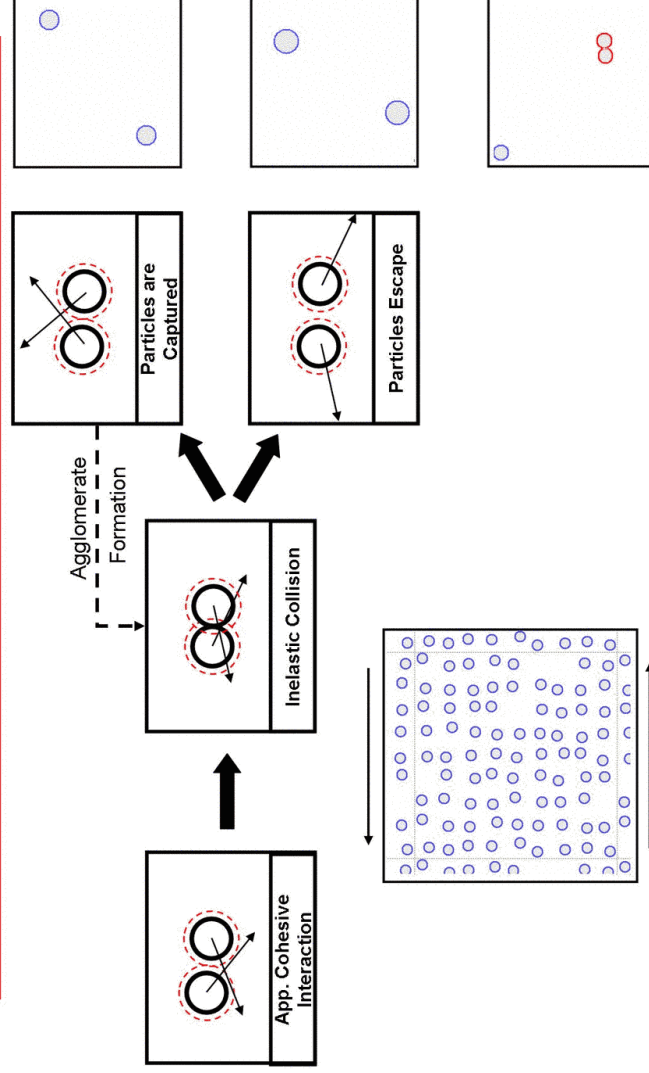 App. Cohesive
Interaction
Inelastic Collision
Agglomerate
Formation
Particles are
Captured
Particles Escape